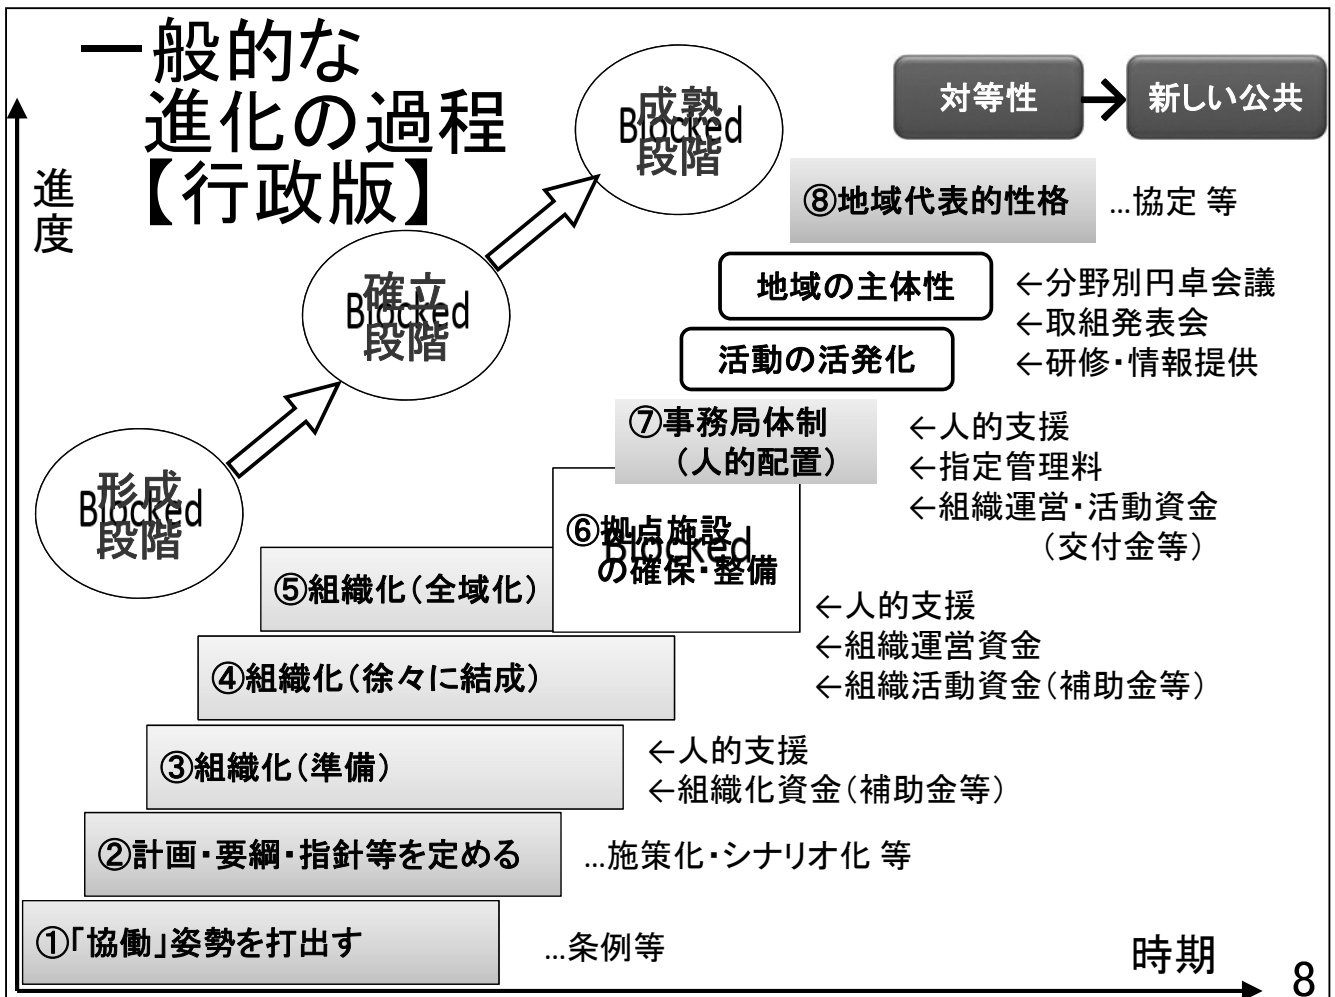 一般的な
進化の過程
【行政版】
進度
成熟
段階
Blocked
対等性
→
新しい公共
⑧地域代表的性格
…協定 等
確立
段階
Blocked
地域の主体性
←分野別円卓会議
←取組発表会
←研修・情報提供
活動の活発化
⑦事務局体制
（人的配置）
←人的支援
←指定管理料
←組織運営・活動資金
（交付金等）
形成
段階
Blocked
⑥拠点施設
の確保・整備
Blocked
⑤組織化（全域化）
←人的支援
←組織運営資金
←組織活動資金（補助金等）
④組織化（徐々に結成）
③組織化（準備）
←人的支援
←組織化資金（補助金等）
②計画・要綱・指針等を定める
…施策化・シナリオ化 等
①「協働」姿勢を打出す
…条例等
時期
8